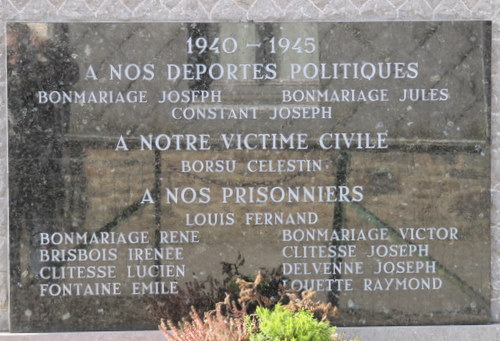 1940 - 1945
A NOS DEPORTES POLITIQUES
BONMARIAGE JOSEPH BONMARIAGE JULES
CONSTANT JOSEPH
A NOTRE VICTIME CIVILE
BORSU CELESTIN
A NOS PRISONNIERS
LOUIS FERNAND
BONMARIAGE RENE BONMARIAGE VICTOR
BRISBOIS IRENEE CLITESSE JOSEPH
CLITESSE LUCIEN DELVENNE JOSEPH
FONTAINE EMILE LOUETTE RAYMOND